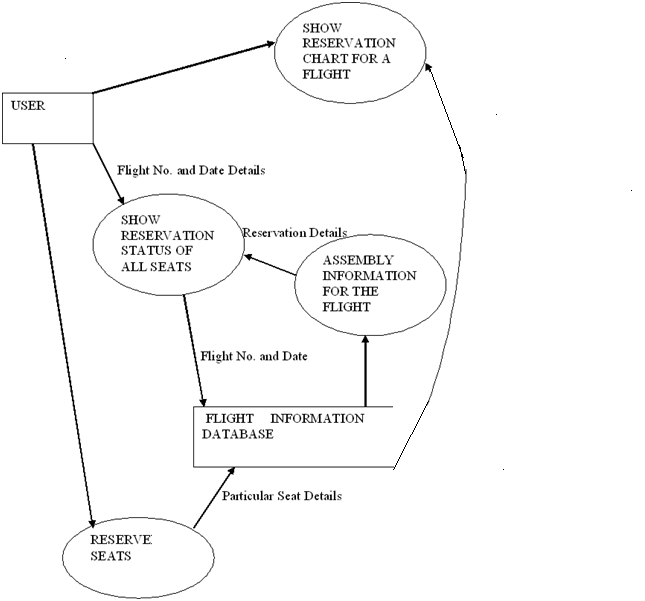 SHOW
RESERVATION
CHART FOR A
FLIGHT
USER
Flight No. and Date Details
SHOW
RESERVATION
STATUS OF
ALL SEATS
Reservation Details
ASSEMBLY
INFORMATION
FOR THE
FLIGHT
Flight No. and Date
FLIGHT INFORMATION
DATABASE
Particular Seat Details
RESERVE
SEATS